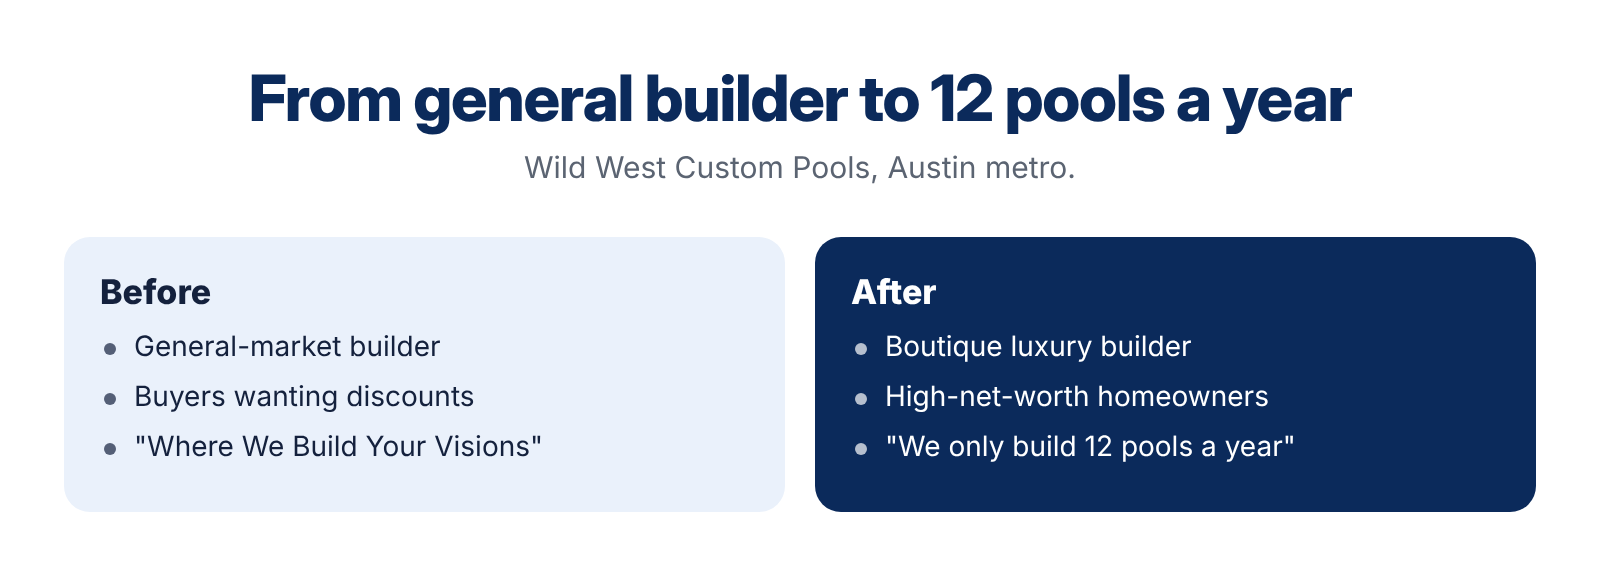 From general builder to 12 pools a year
Wild West Custom Pools, Austin metro.
Before
General-market builder
Buyers wanting discounts
"Where We Build Your Visions"
After
Boutique luxury builder
High-net-worth homeowners
"We only build 12 pools a year"